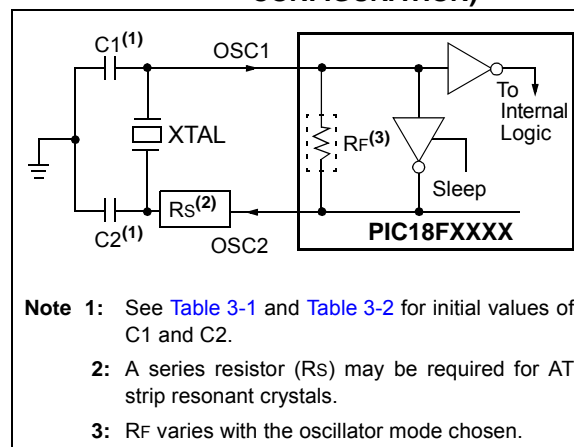 CONFIGURATION)
C1(1)
OSC1
To
Internal
Logic
XTAL
RF(3)
Sleep
RS(2)
C2(1)
OSC2
PIC18FXXXX
Note 1: See Table 3-1 and Table 3-2 for initial values of
C1 and C2.
2: A series resistor (RS) may be required for AT
strip resonant crystals.
3: RF varies with the oscillator mode chosen.